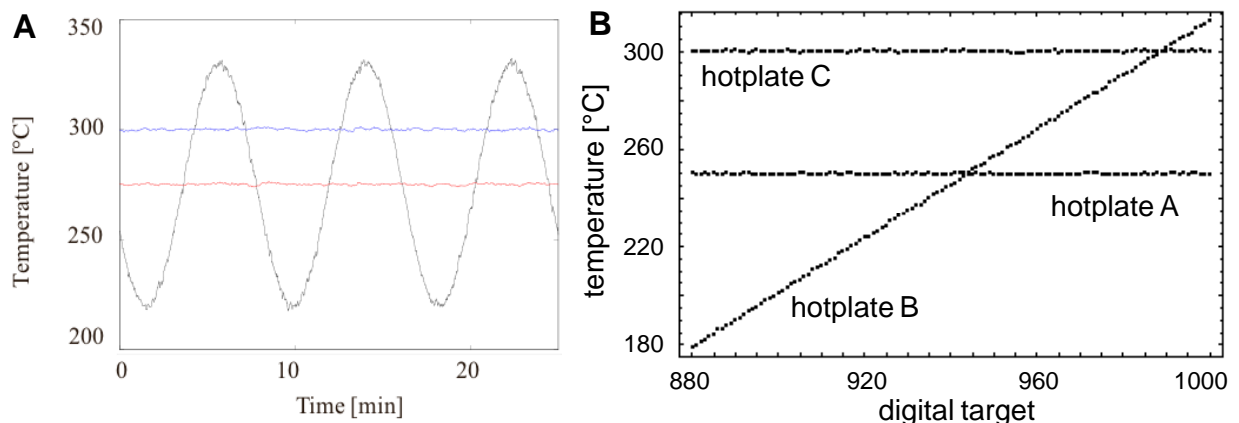 A
350
300
250
200
Temperature [°C]
0
10
20
Time [min]
B
300
260
220
180
temperature [°C]
hotplate C
hotplate A
hotplate B
880
920
960
1000
digital target